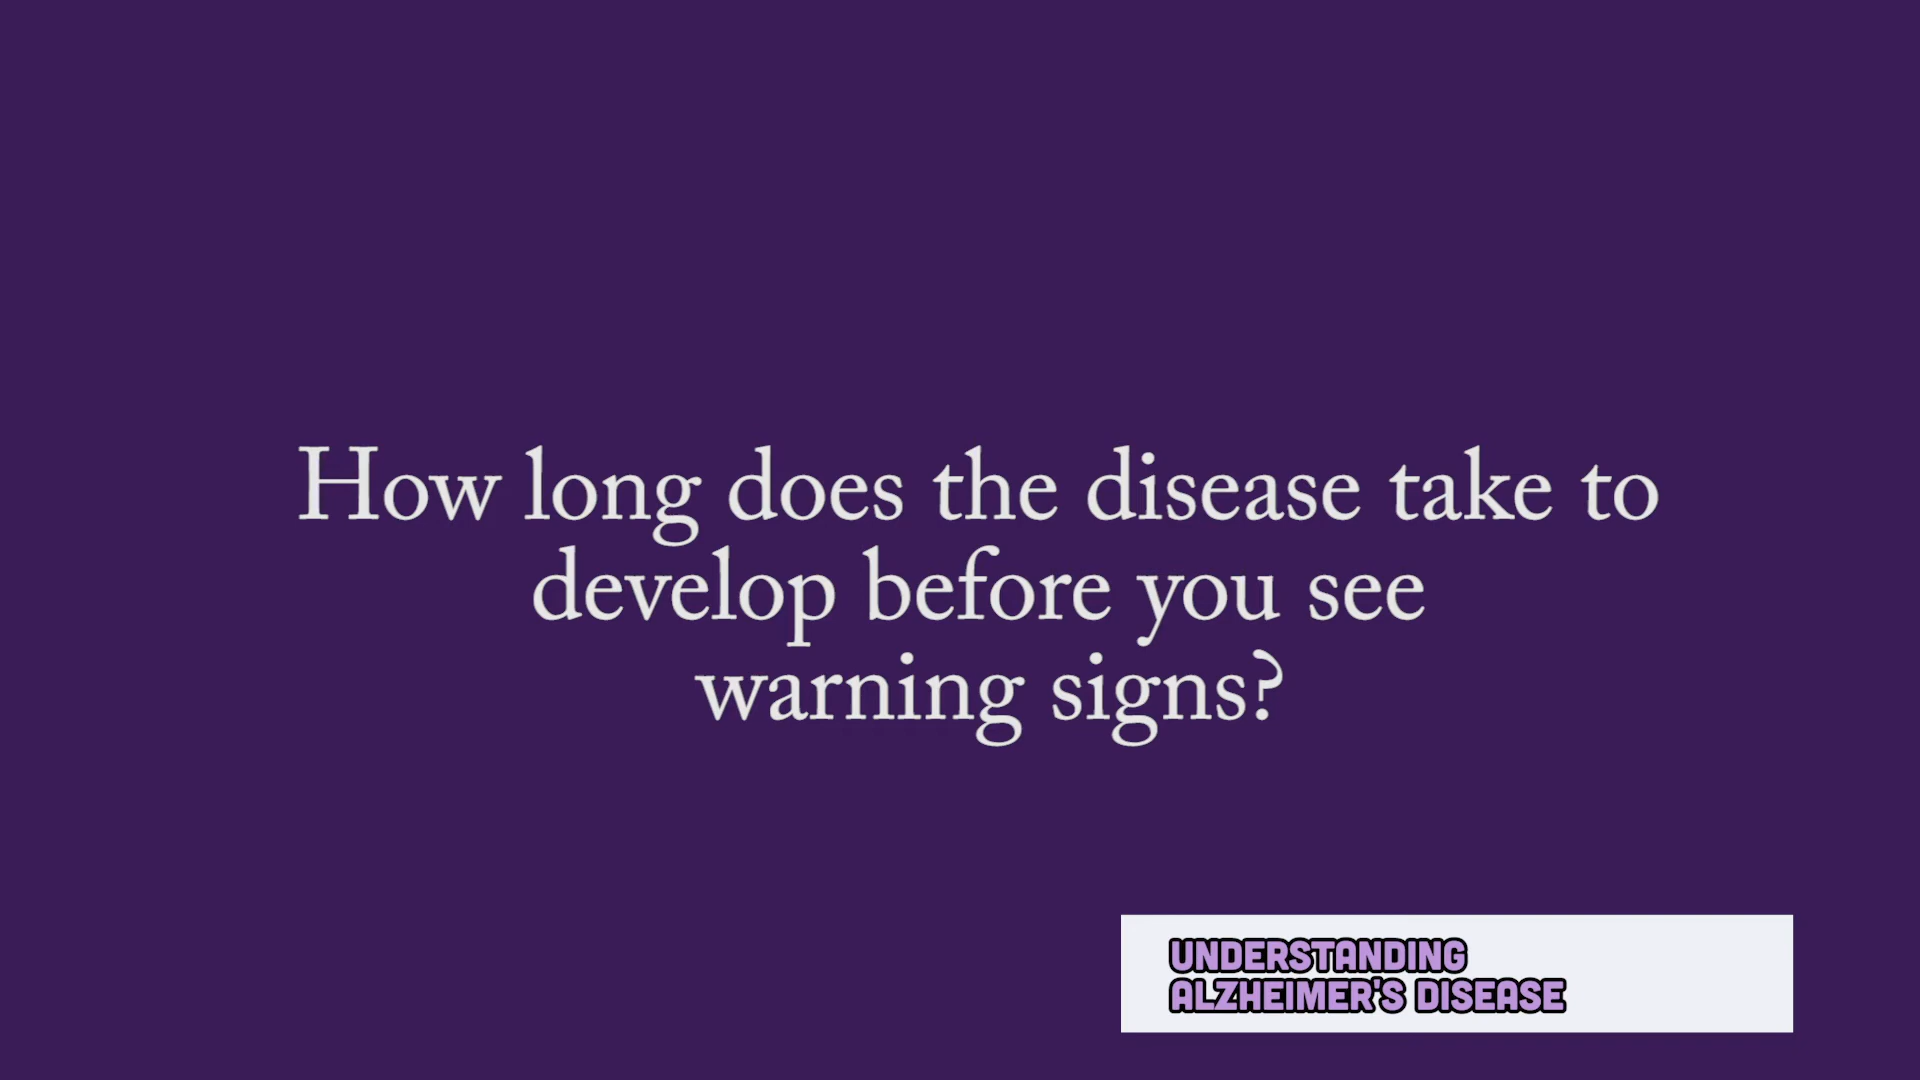 How long does the disease take to
develop before you see
warning signs?
UNDERSTANDING
ALZHEIMER'S DISEASE